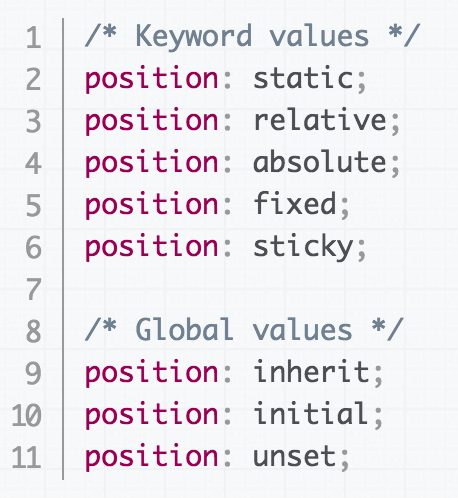 1 /* Keyword values */
2 position: static;
3 position: relative;
4 position: absolute;
5 position: fixed;
6 position: sticky;
7
8 /* Global values */
9 position: inherit;
10 position: initial;
11 position: unset;